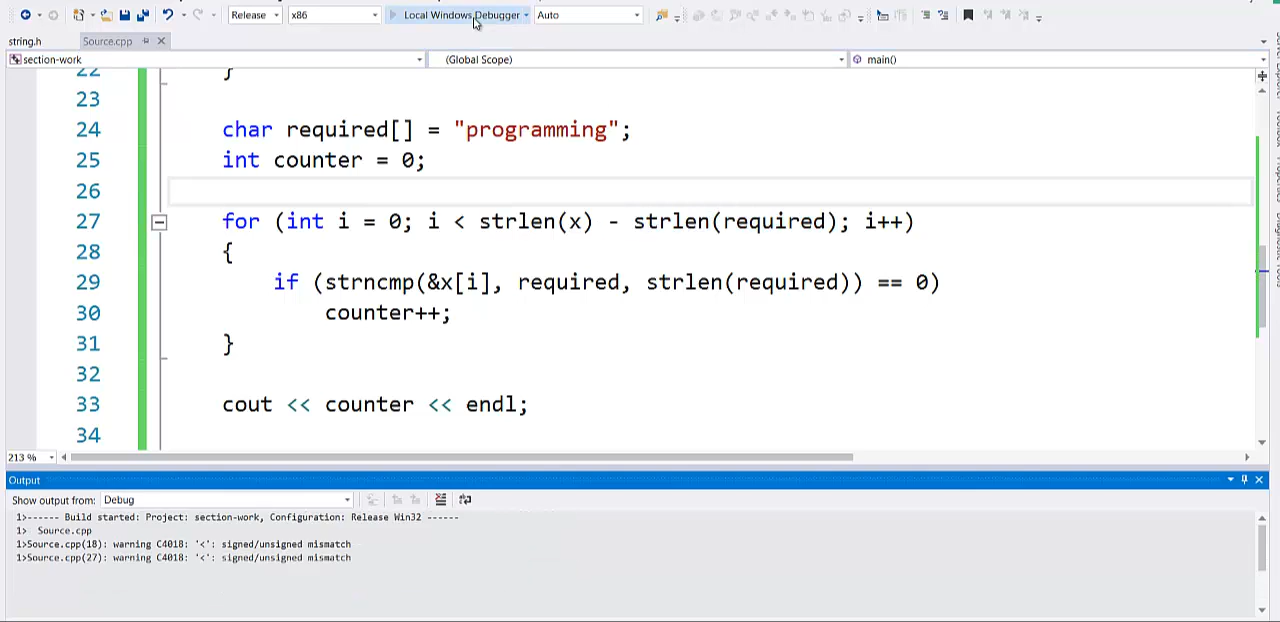 Release x86 Local Windows Debugger Auto
string.h Source.cpp
section-work (Global Scope) main()
22 }
23
24 char required[] = "programming";
25 int counter = 0;
26
27 for (int i = 0; i < strlen(x) - strlen(required); i++)
28 {
29 if (strncmp(&x[i], required, strlen(required)) == 0)
30 counter++;
31 }
32
33 cout << counter << endl;
34
213 %
Output
Show output from: Debug
1>------ Build started: Project: section-work, Configuration: Release Win32 ------
1> Source.cpp
1>Source.cpp(18): warning C4018: '<': signed/unsigned mismatch
1>Source.cpp(27): warning C4018: '<': signed/unsigned mismatch